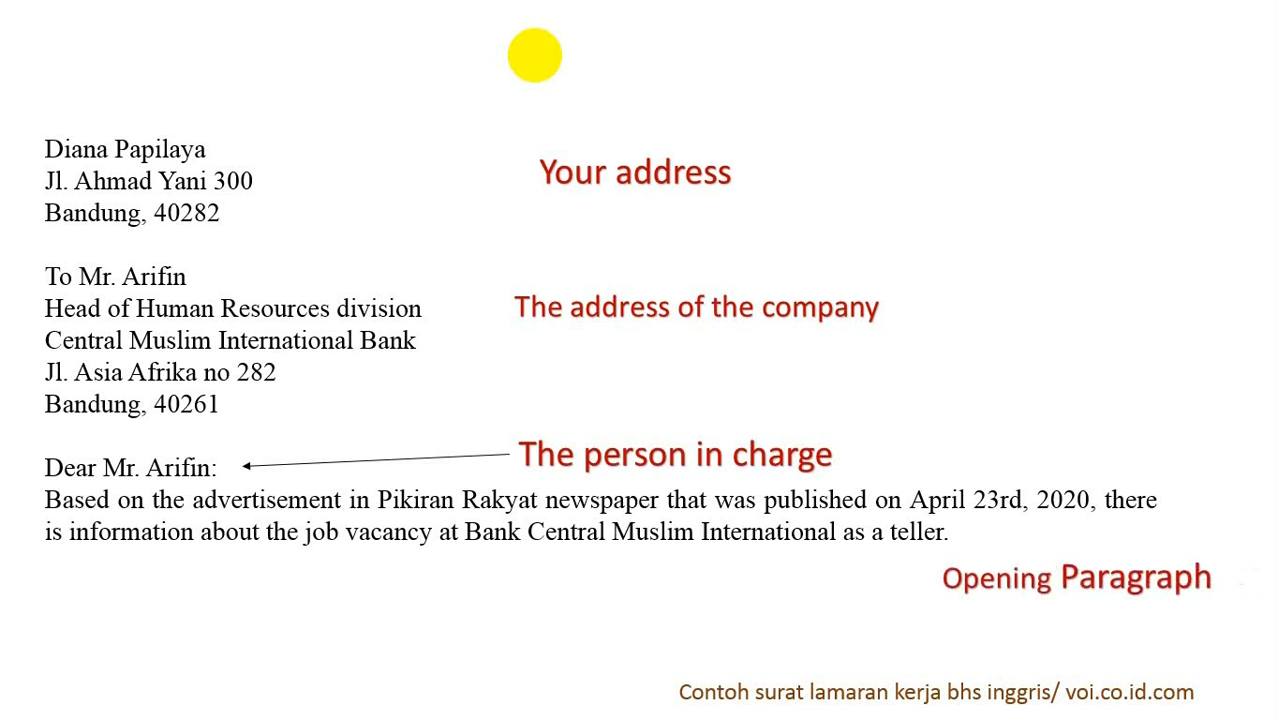 Diana Papilaya
Jl. Ahmad Yani 300
Bandung, 40282
Your address
To Mr. Arifin
Head of Human Resources division
Central Muslim International Bank
Jl. Asia Afrika no 282
Bandung, 40261
The address of the company
Dear Mr. Arifin:
The person in charge
Based on the advertisement in Pikiran Rakyat newspaper that was published on April 23rd, 2020, there
is information about the job vacancy at Bank Central Muslim International as a teller.
Opening Paragraph
Contoh surat lamaran kerja bhs inggris/ voi.co.id.com